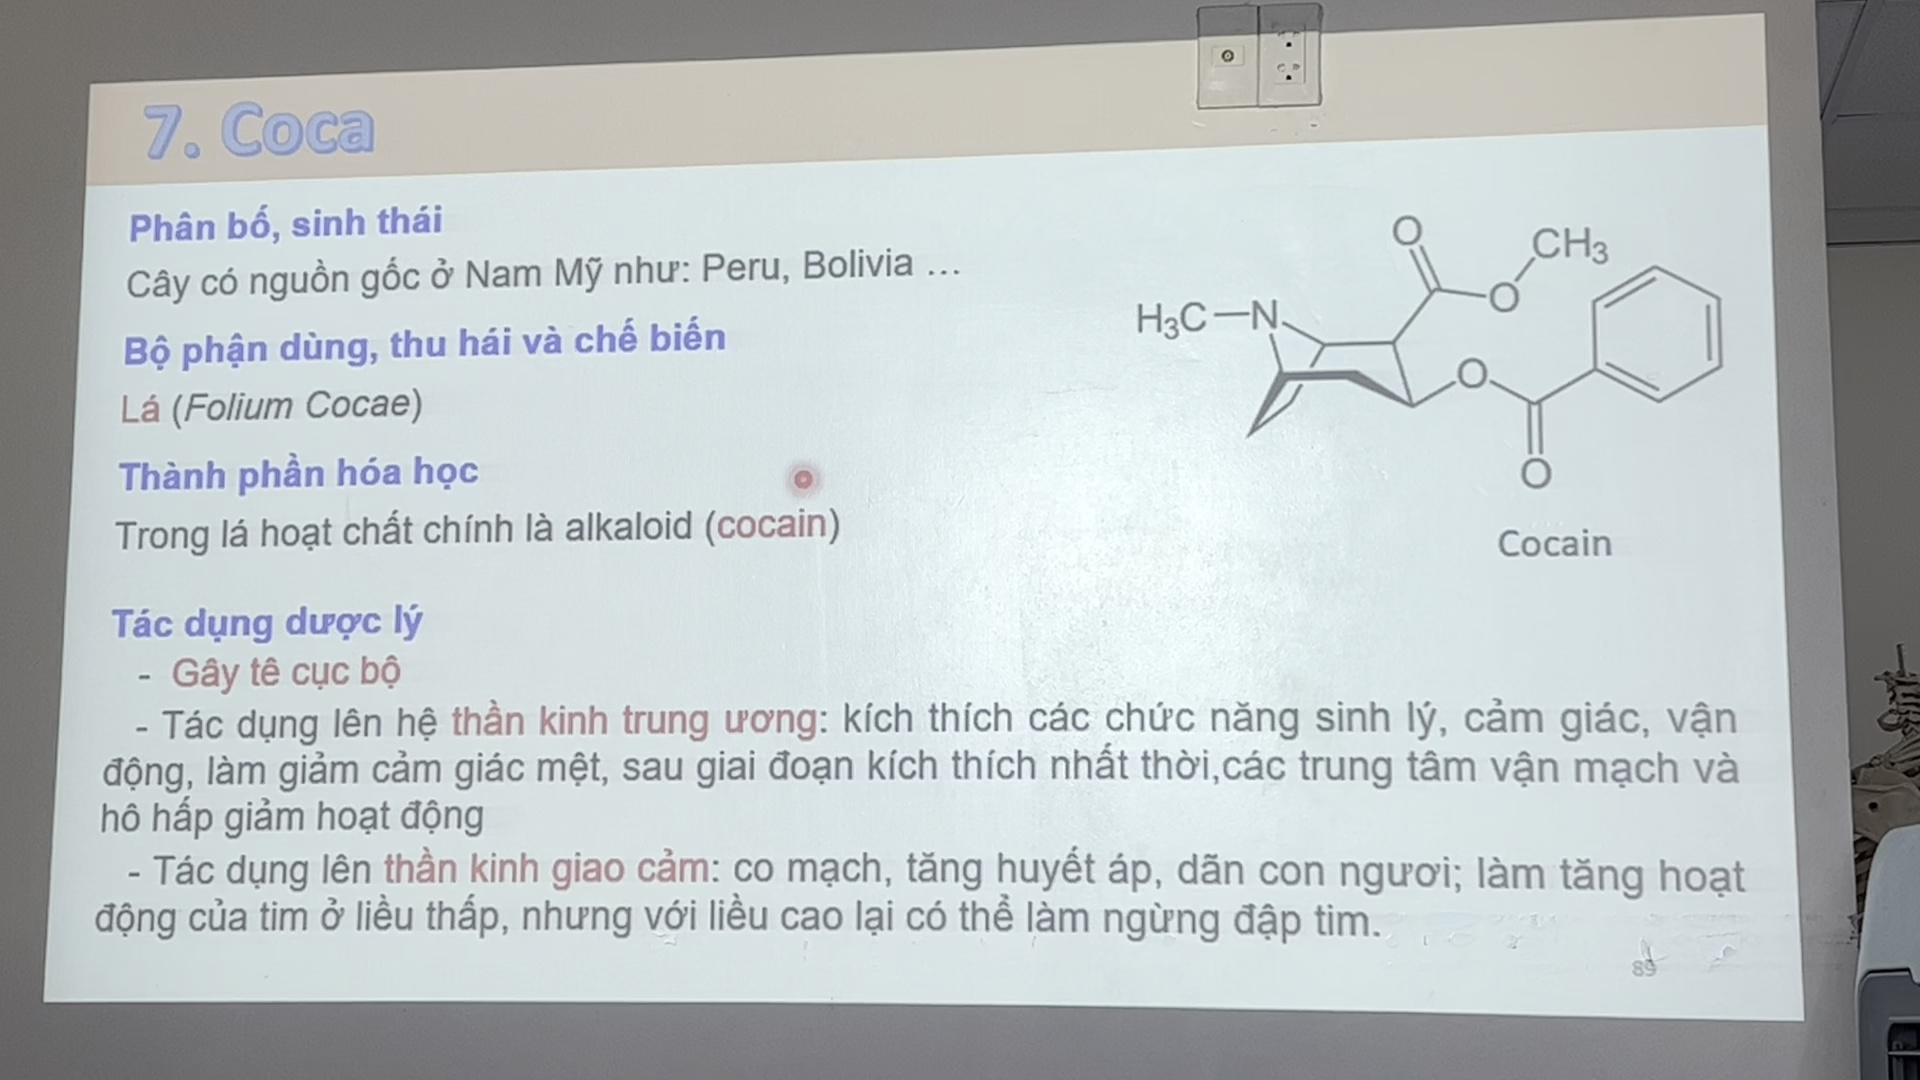 7. Coca
Phân bố, sinh thái
Cây có nguồn gốc ở Nam Mỹ như: Peru, Bolivia ...
Bộ phận dùng, thu hái và chế biến
Lá (Folium Cocae)
Thành phần hóa học
Trong lá hoạt chất chính là alkaloid (cocain)
O
CH3
O
H3C—N
O
O
Cocain
Tác dụng dược lý
- Gây tê cục bộ
- Tác dụng lên hệ thần kinh trung ương: kích thích các chức năng sinh lý, cảm giác, vận
động, làm giảm cảm giác mệt, sau giai đoạn kích thích nhất thời,các trung tâm vận mạch và
hô hấp giảm hoạt động
- Tác dụng lên thần kinh giao cảm: co mạch, tăng huyết áp, dãn con ngươi; làm tăng hoạt
động của tim ở liều thấp, nhưng với liều cao lại có thể làm ngừng đập tim.
89